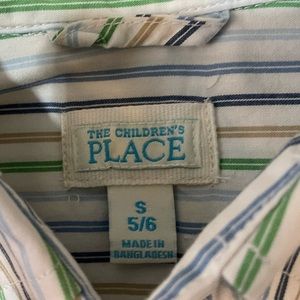 THE CHILDREN'S
PLACE
S
5/6
MADE IN
BANGLADESH